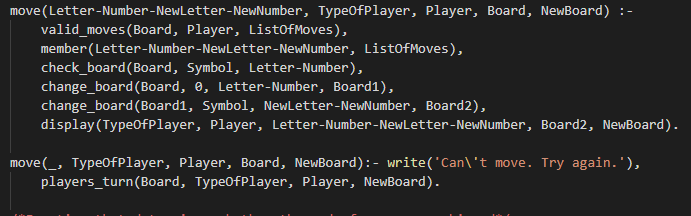 move(Letter-Number-NewLetter-NewNumber, TypeOfPlayer, Player, Board, NewBoard) :-
valid_moves(Board, Player, ListOfMoves),
member(Letter-Number-NewLetter-NewNumber, ListOfMoves),
check_board(Board, Symbol, Letter-Number),
change_board(Board, 0, Letter-Number, Board1),
change_board(Board1, Symbol, NewLetter-NewNumber, Board2),
display(TypeOfPlayer, Player, Letter-Number-NewLetter-NewNumber, Board2, NewBoard).
move(_, TypeOfPlayer, Player, Board, NewBoard):- write('Can\'t move. Try again.'),
players_turn(Board, TypeOfPlayer, Player, NewBoard).